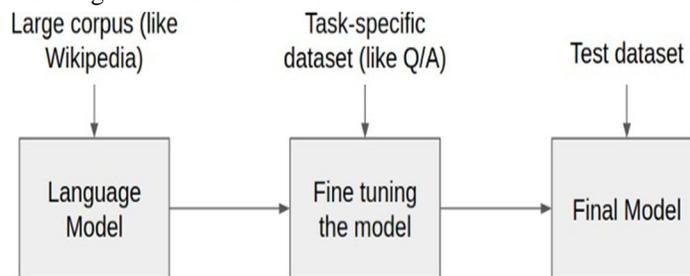 Large corpus (like
Wikipedia)
Task-specific
dataset (like Q/A)
Test dataset
Language
Model
Fine tuning
the model
Final Model